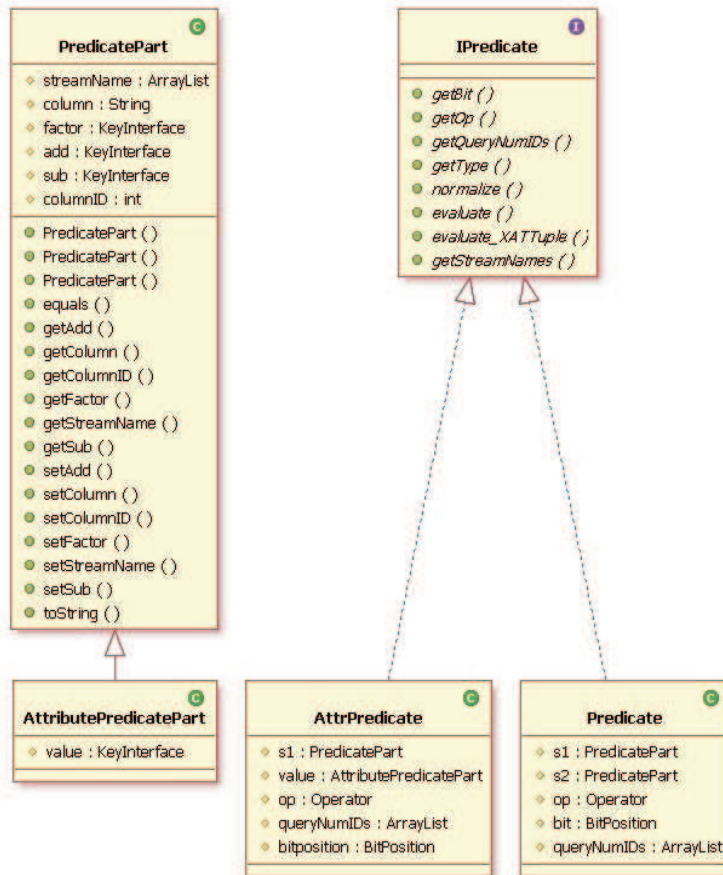 C
PredicatePart
streamName : ArrayList
column : String
factor : KeyInterface
add : KeyInterface
sub : KeyInterface
columnID : int
PredicatePart ()
PredicatePart ()
PredicatePart ()
equals ()
getAdd ()
getColumn ()
getColumnID ()
getFactor ()
getStreamName ()
getSub ()
setAdd ()
setColumn ()
setColumnID ()
setFactor ()
setStreamName ()
setSub ()
toString ()
I
IPredicate
getBit ()
getOp ()
getQueryNumIDs ()
getType ()
normalize ()
evaluate ()
evaluate_XATTuple ()
getStreamNames ()
C
AttributePredicatePart
value : KeyInterface
C
AttrPredicate
s1 : PredicatePart
value : AttributePredicatePart
op : Operator
queryNumIDs : ArrayList
bitposition : BitPosition
C
Predicate
s1 : PredicatePart
s2 : PredicatePart
op : Operator
bit : BitPosition
queryNumIDs : ArrayList